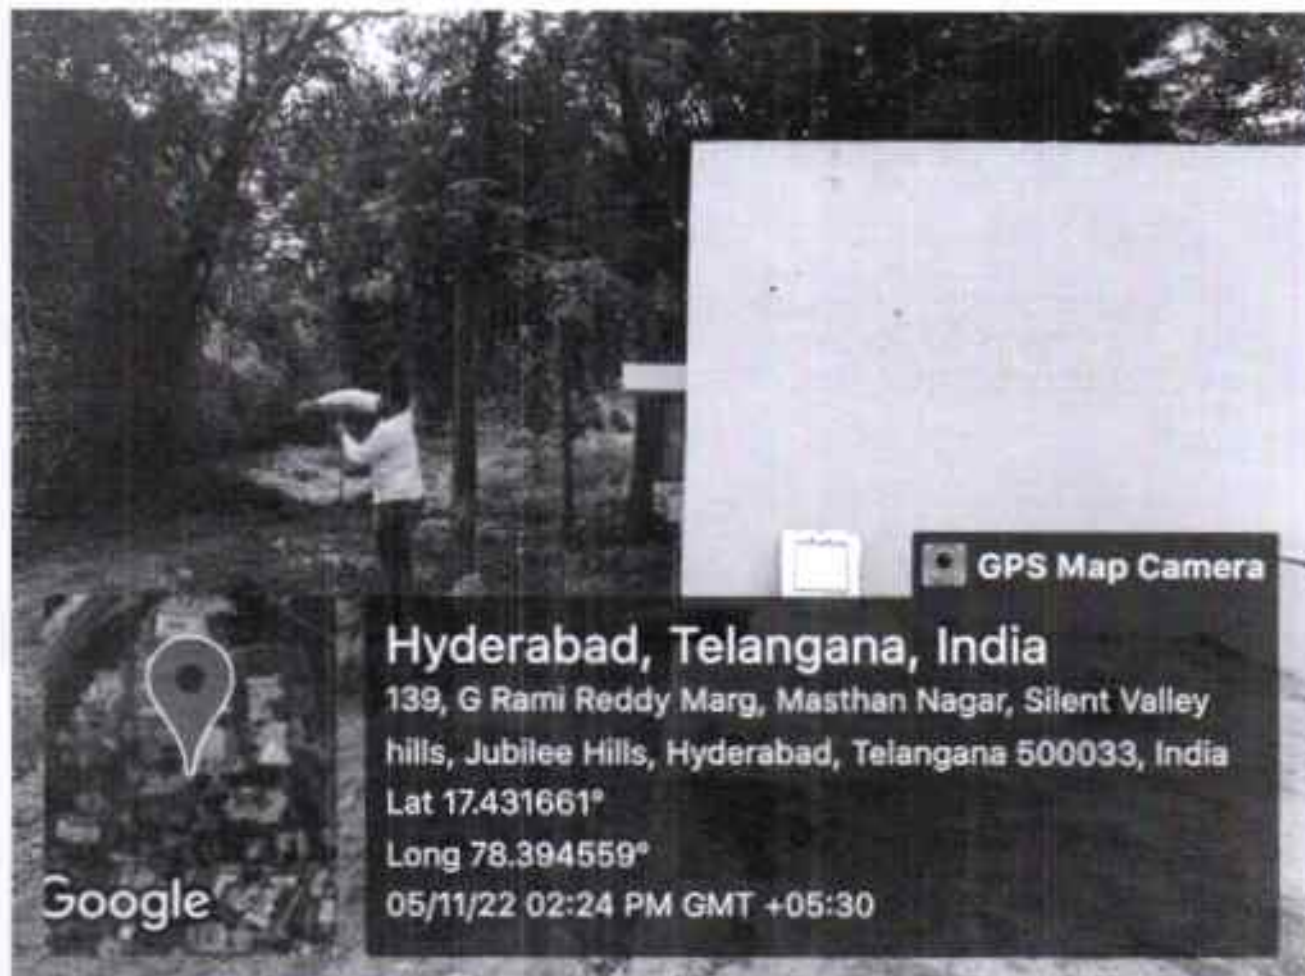 GPS Map Camera
Hyderabad, Telangana, India
139, G Rami Reddy Marg, Masthan Nagar, Silent Valley
hills, Jubilee Hills, Hyderabad, Telangana 500033, India
Lat 17.431661°
Long 78.394559°
05/11/22 02:24 PM GMT +05:30
Google